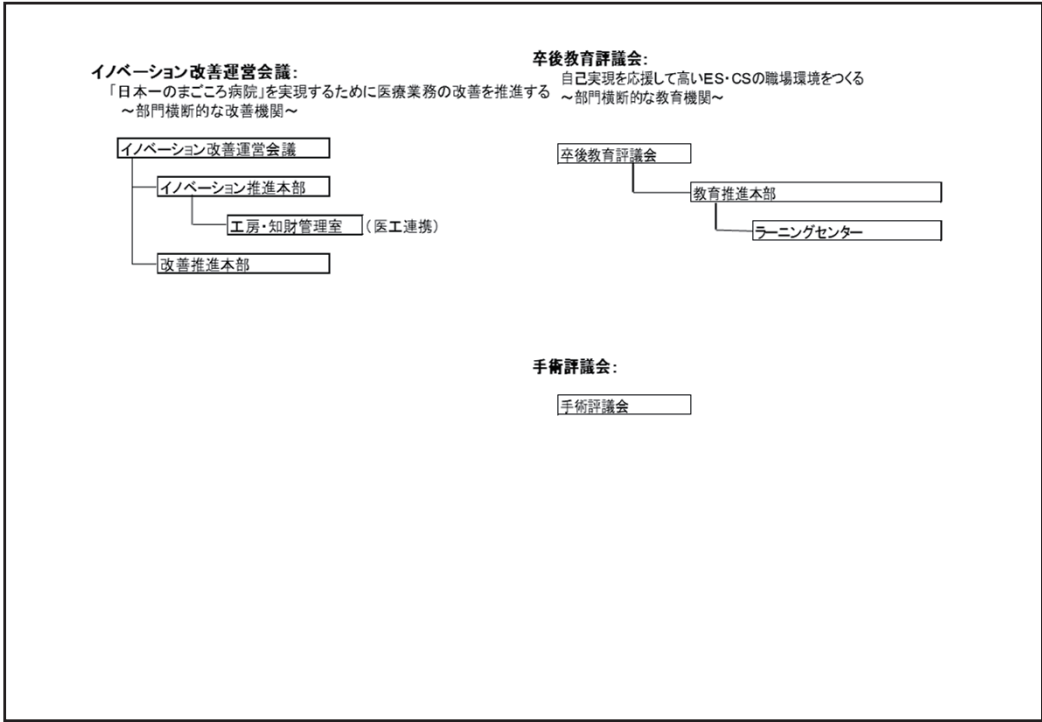 イノベーション改善運営会議:
「日本一のまごころ病院」を実現するために医療業務の改善を推進する
～部門横断的な改善機関～
イノベーション改善運営会議
イノベーション推進本部
工房・知財管理室 (医工連携)
改善推進本部
卒後教育評議会:
自己実現を応援して高いES・CSの職場環境をつくる
～部門横断的な教育機関～
卒後教育評議会
教育推進本部
ラーニングセンター
手術評議会:
手術評議会